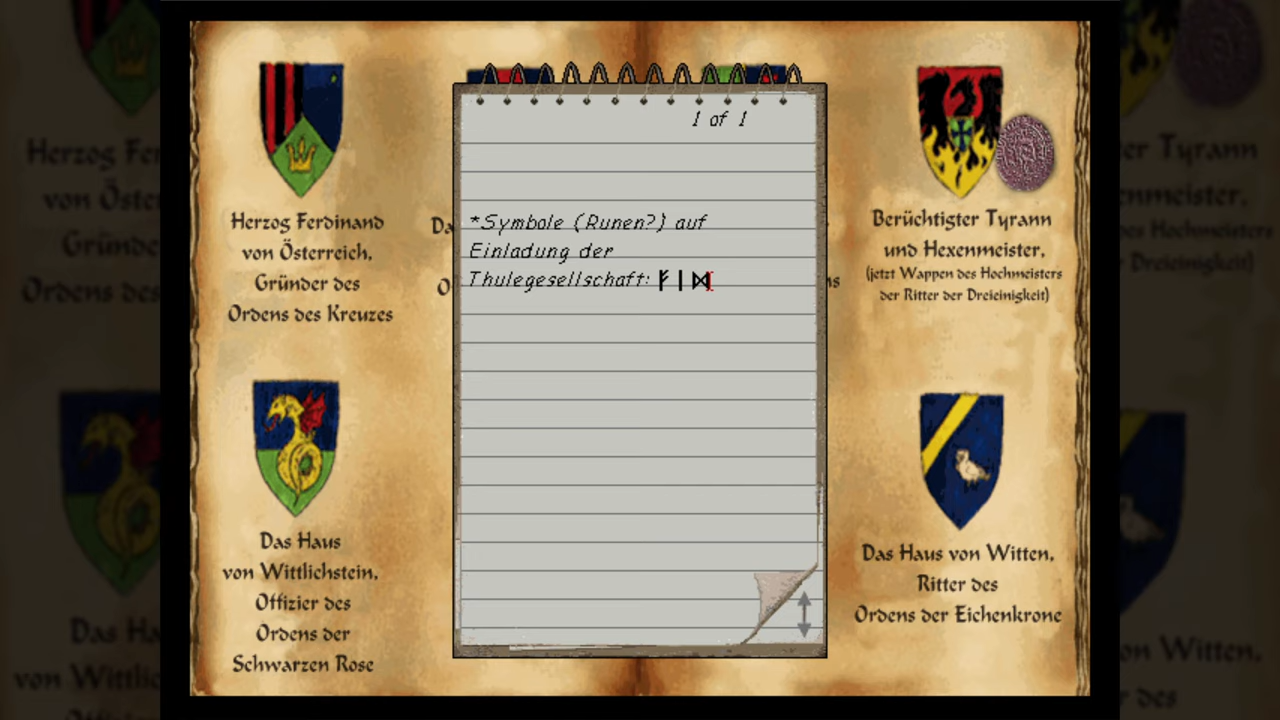 Herzog Ferdinand
von Österreich,
Gründer des
Ordens des Kreuzes
Das Haus
von Wittlichstein,
Offizier des
Ordens der
Schwarzen Rose
1 of 1
*Symbole (Runen?) auf
Einladung der
Thulegesellschaft: ᚠ ᛁ ᛞ
Berüchtigter Tyrann
und Hexenmeister,
(jetzt Wappen des Hochmeisters
der Ritter der Dreieinigkeit)
Das Haus von Witten,
Ritter des
Ordens der Eichenkrone